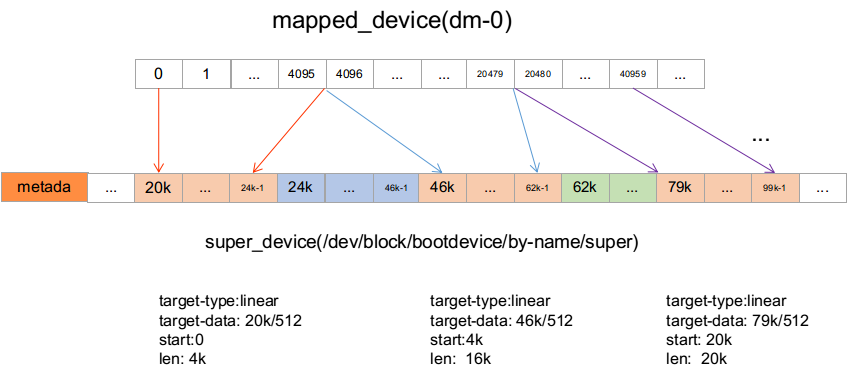 mapped_device(dm-0)
0 1 ... 4095 4096 ... ... 20479 20480 ... 40959 ...
...
metada ... 20k ... 24k-1 24k ... 46k-1 46k ... 62k-1 62k ... 79k ... 99k-1 ...
super_device(/dev/block/bootdevice/by-name/super)
target-type:linear
target-data: 20k/512
start:0
len: 4k
target-type:linear
target-data: 46k/512
start:4k
len: 16k
target-type:linear
target-data: 79k/512
start: 20k
len: 20k